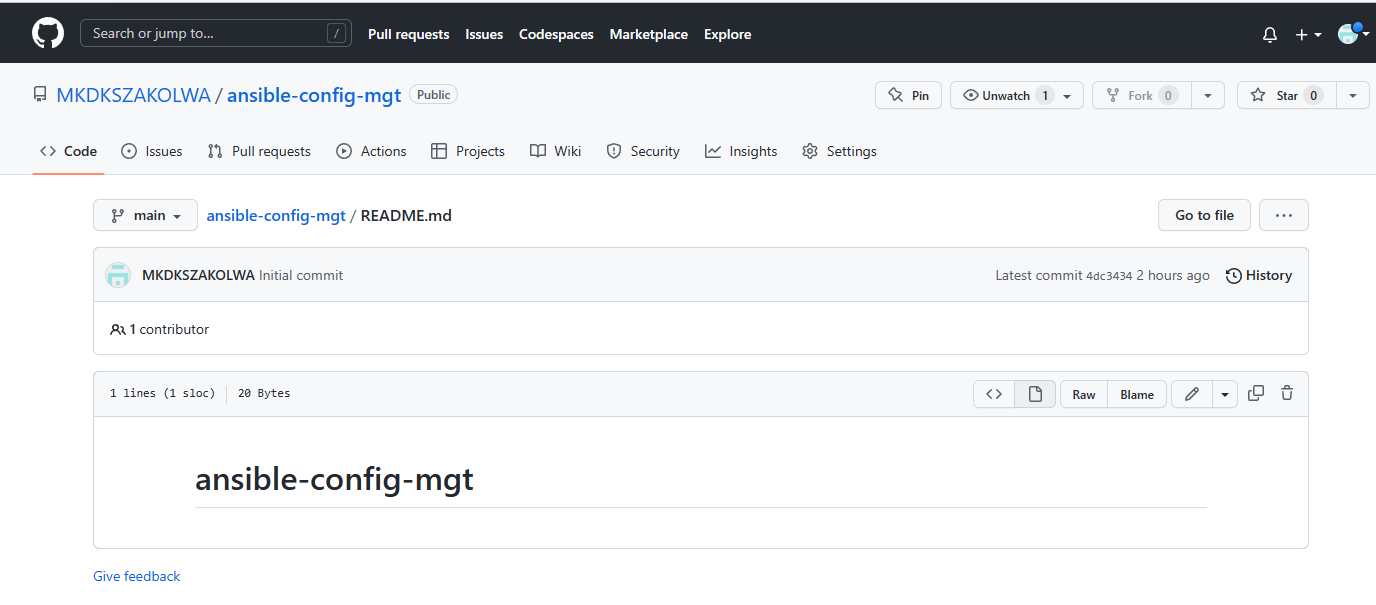 Search or jump to... /
Pull requests Issues Codespaces Marketplace Explore
MKDKSZAKOLWA / ansible-config-mgt Public
Pin Unwatch 1 Fork 0 Star 0
Code Issues Pull requests Actions Projects Wiki Security Insights Settings
main ansible-config-mgt / README.md Go to file ...
MKDKSZAKOLWA Initial commit Latest commit 4dc3434 2 hours ago History
1 contributor
1 lines (1 sloc) 20 Bytes Raw Blame
ansible-config-mgt
Give feedback